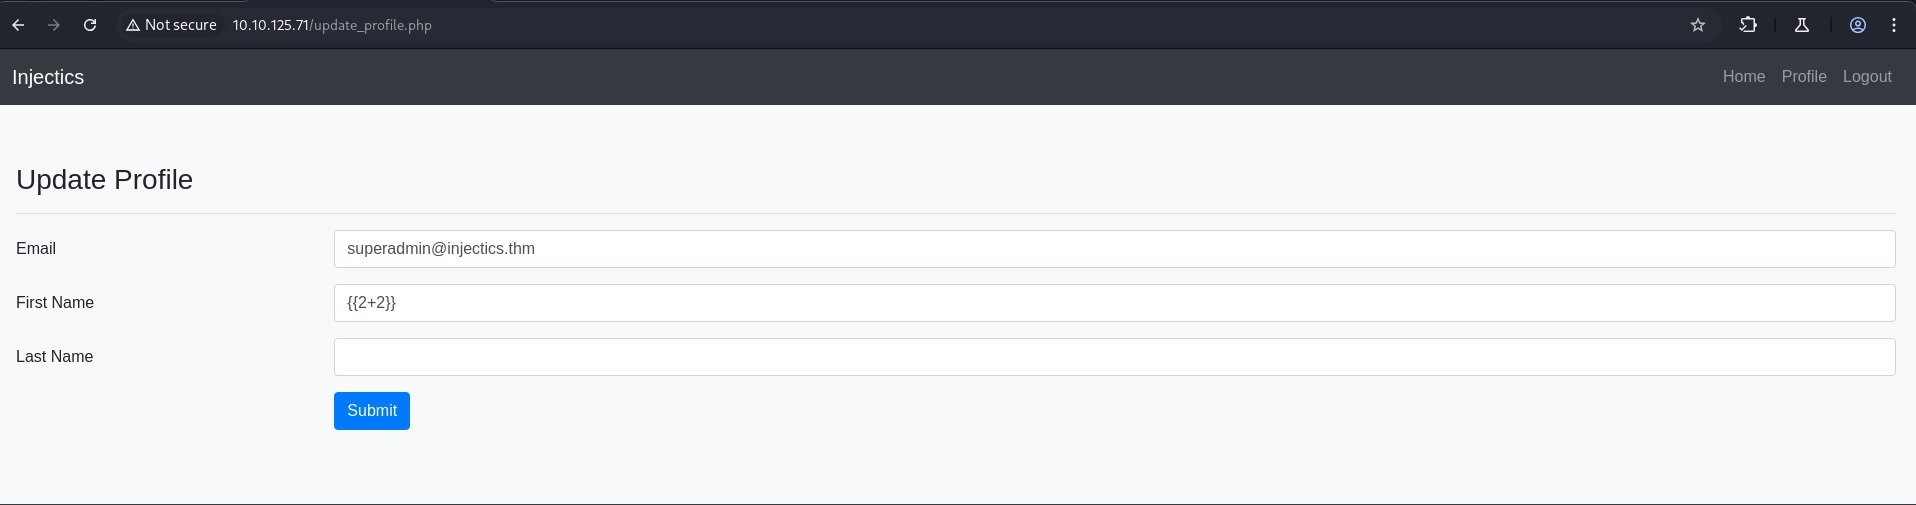 Not secure 10.10.125.71/update_profile.php
Injectics Home Profile Logout
Update Profile
Email superadmin@injectics.thm
First Name {{2+2}}
Last Name
Submit